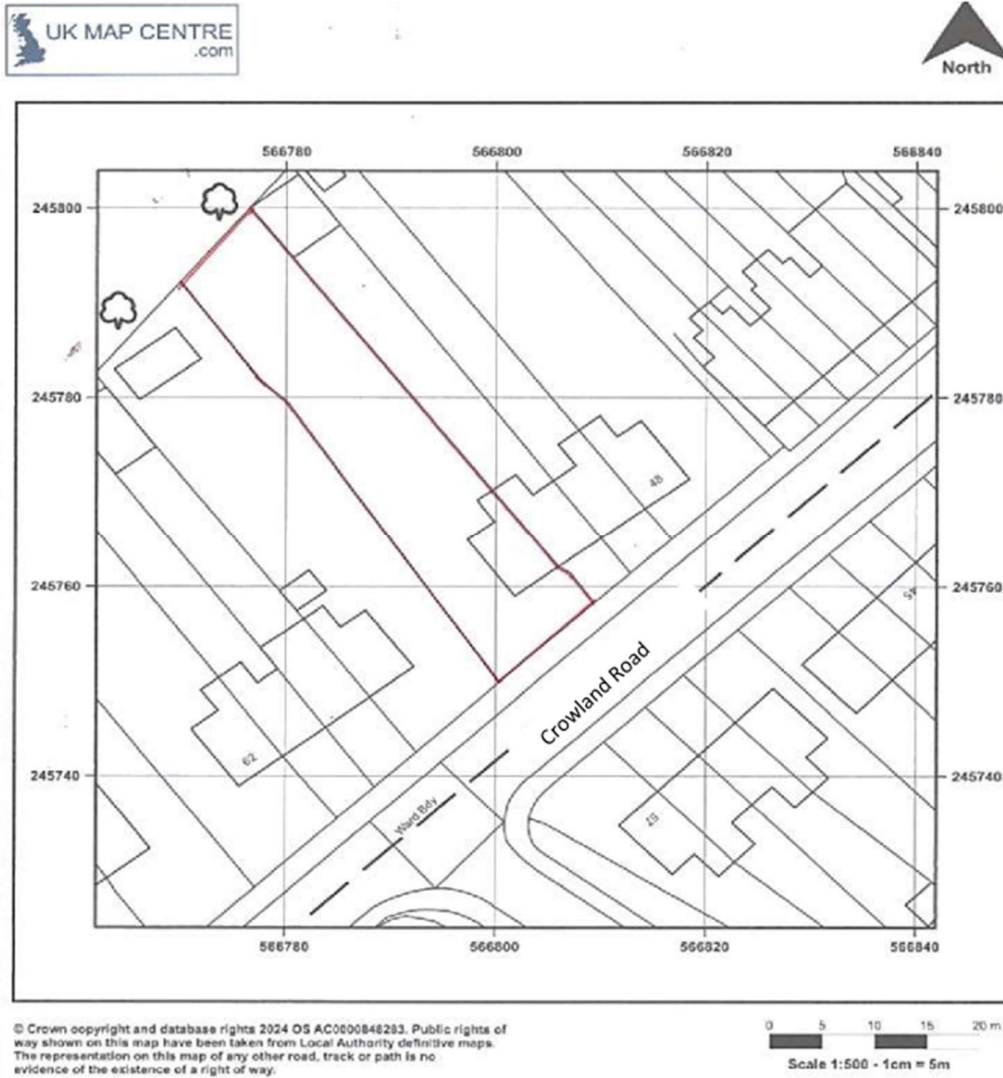 UK MAP CENTRE
.com
North
566780 566800 566820 566840
245800 245800
245780 245780
48
245760 245760
45
Crowland Road
62
245740 245740
Ward Bdy
51
566780 566800 566820 566840
© Crown copyright and database rights 2024 OS AC0000848283. Public rights of
way shown on this map have been taken from Local Authority definitive maps.
The representation on this map of any other road, track or path is no
evidence of the existence of a right of way.
0 5 10 15 20 m
Scale 1:500 - 1cm = 5m